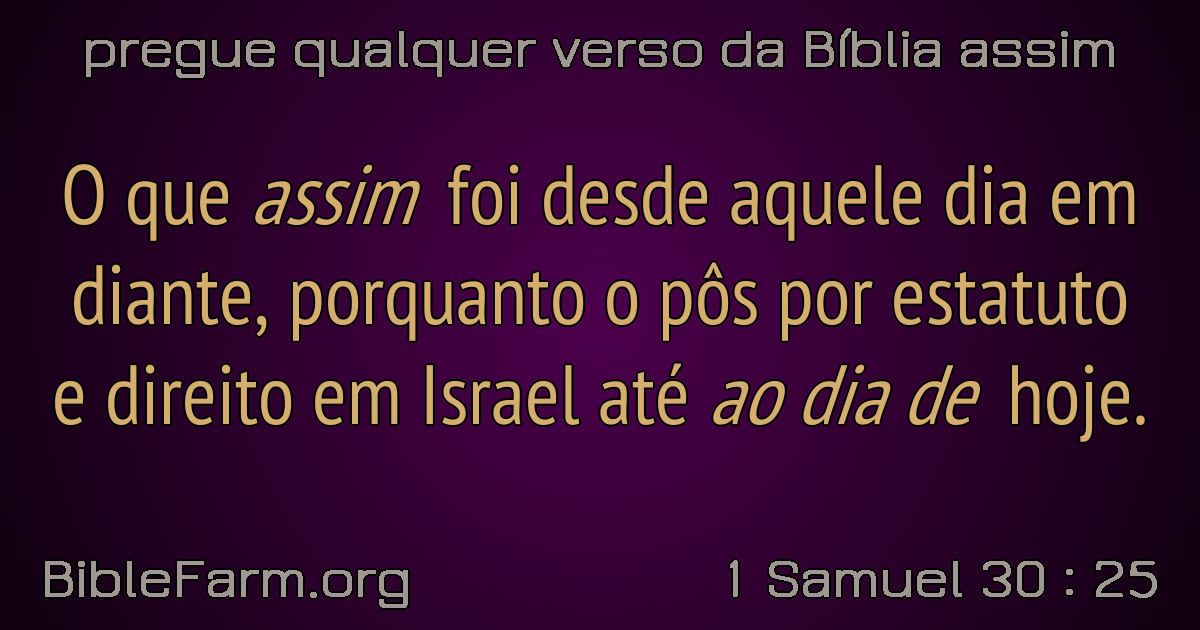 pregue qualquer verso da Bíblia assim
O que assim foi desde aquele dia em
diante, porquanto o pôs por estatuto
e direito em Israel até ao dia de hoje.
BibleFarm.org
1 Samuel 30 : 25